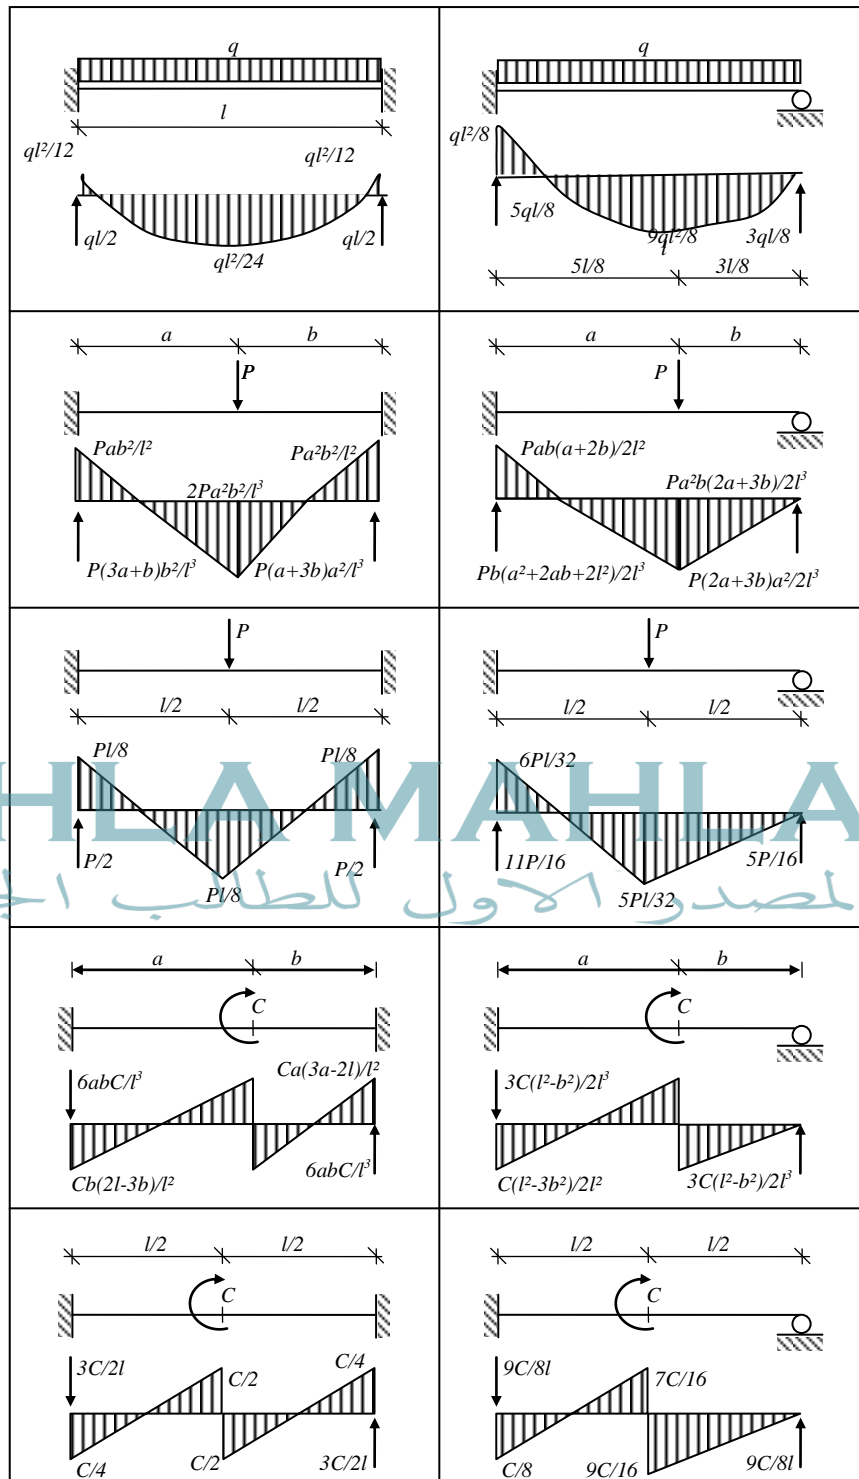 q
l
ql²/12
ql²/12
ql/2
ql/2
ql²/24
q
ql²/8
5ql/8
9ql²/8
l
3ql/8
5l/8 3l/8
a b
P
Pab²/l²
Pa²b²/l²
2Pa²b²/l³
P(3a+b)b²/l³
P(a+3b)a²/l³
a b
P
Pab(a+2b)/2l²
Pa²b(2a+3b)/2l³
Pb(a²+2ab+2l²)/2l³
P(2a+3b)a²/2l³
P
l/2 l/2
Pl/8 Pl/8
P/2 P/2
Pl/8
P
l/2 l/2
6Pl/32
11P/16 5P/16
5Pl/32
HLA MAHLA
لمصدر الاول للطالب
a b
C
6abC/l³
Ca(3a-2l)/l²
6abC/l³
Cb(2l-3b)/l²
a b
C
3C(l²-b²)/2l³
C(l²-3b²)/2l²
3C(l²-b²)/2l³
l/2 l/2
C
3C/2l
C/2
C/4
C/4
C/2
3C/2l
l/2 l/2
C
9C/8l
7C/16
C/8
9C/16
9C/8l